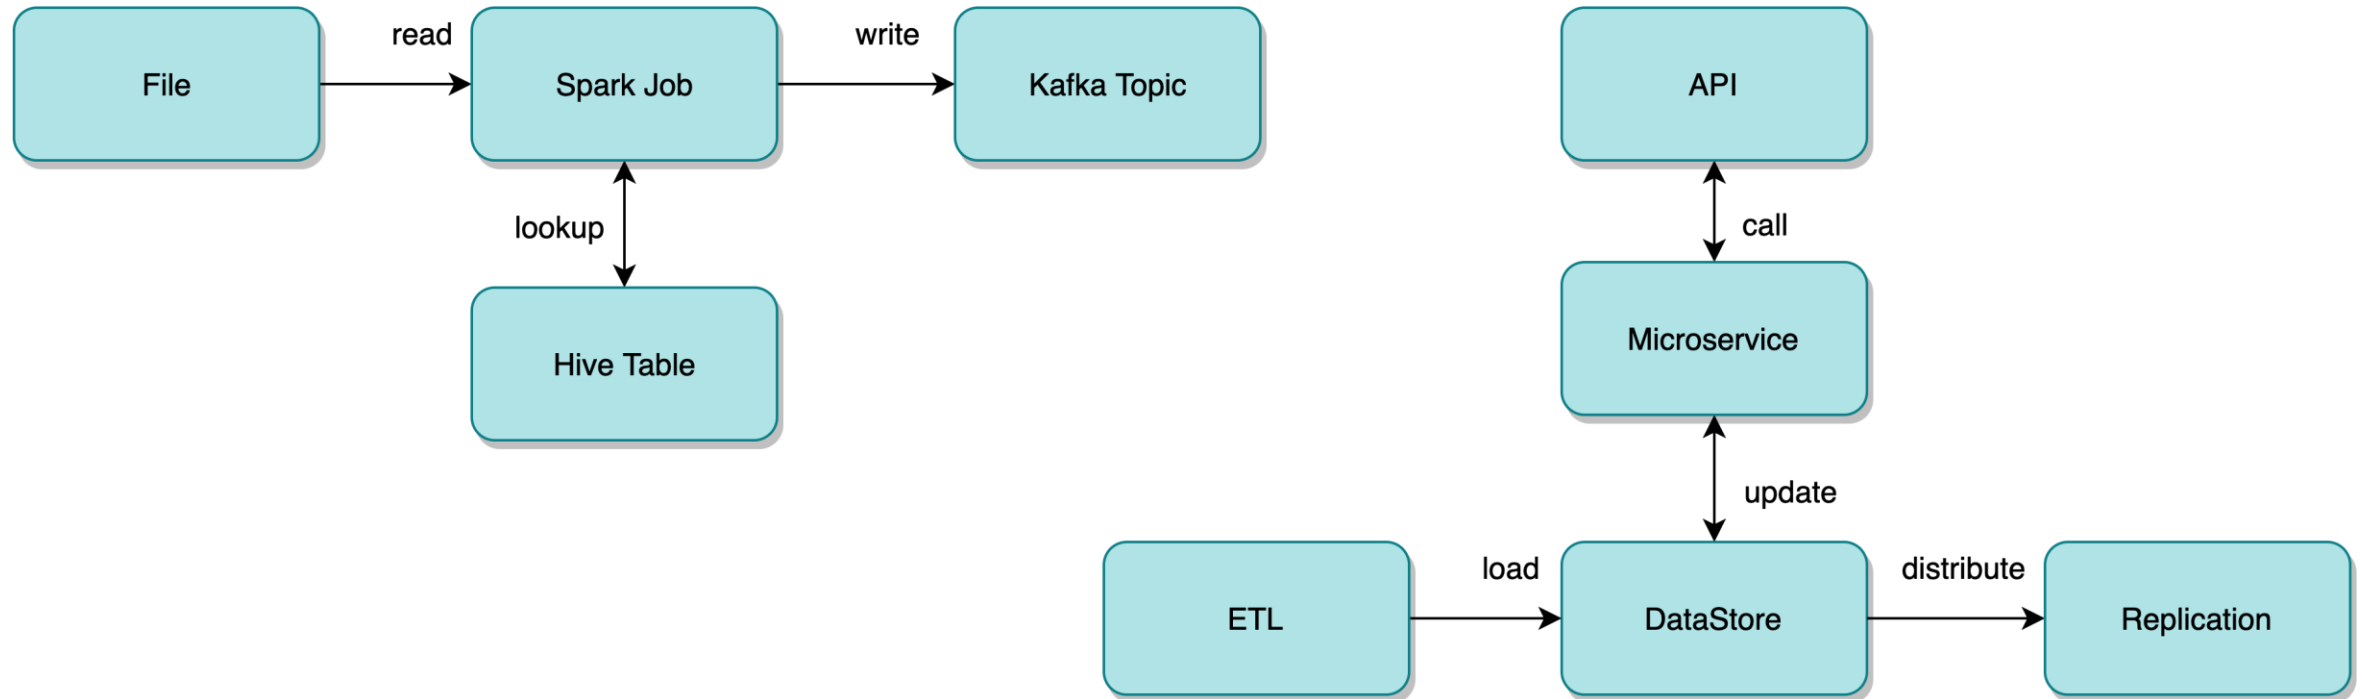 read
write
File
Spark Job
Kafka Topic
API
lookup
call
Hive Table
Microservice
update
load
distribute
ETL
DataStore
Replication